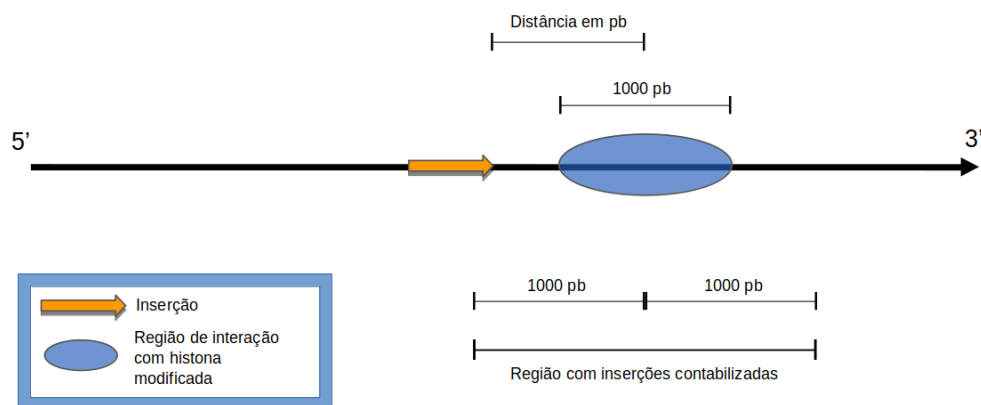 Distância em pb
1000 pb
5'
3'
1000 pb
1000 pb
Inserção
Região de interação
com histona
modificada
Região com inserções contabilizadas